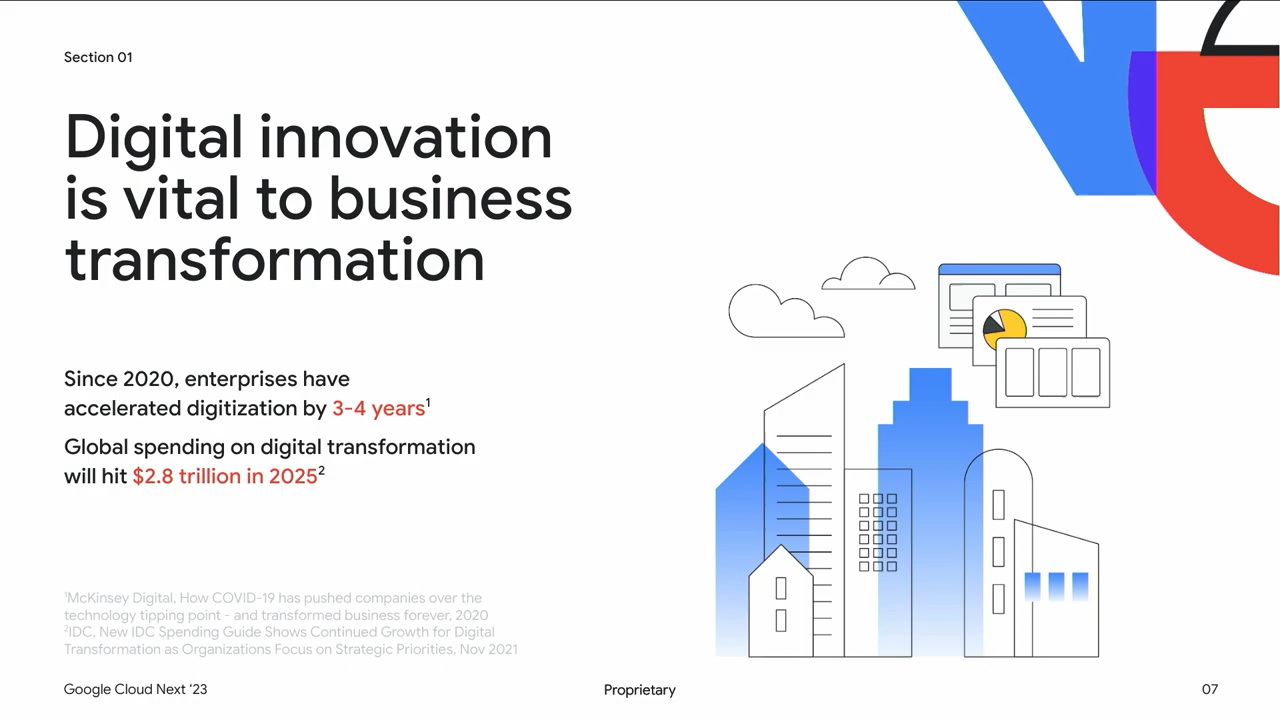 Section 01
Digital innovation
is vital to business
transformation
Since 2020, enterprises have
accelerated digitization by 3-4 years¹
Global spending on digital transformation
will hit $2.8 trillion in 2025²
¹McKinsey Digital, How COVID-19 has pushed companies over the
technology tipping point - and transformed business forever, 2020
²IDC, New IDC Spending Guide Shows Continued Growth for Digital
Transformation as Organizations Focus on Strategic Priorities, Nov 2021
Google Cloud Next ‘23
Proprietary
07